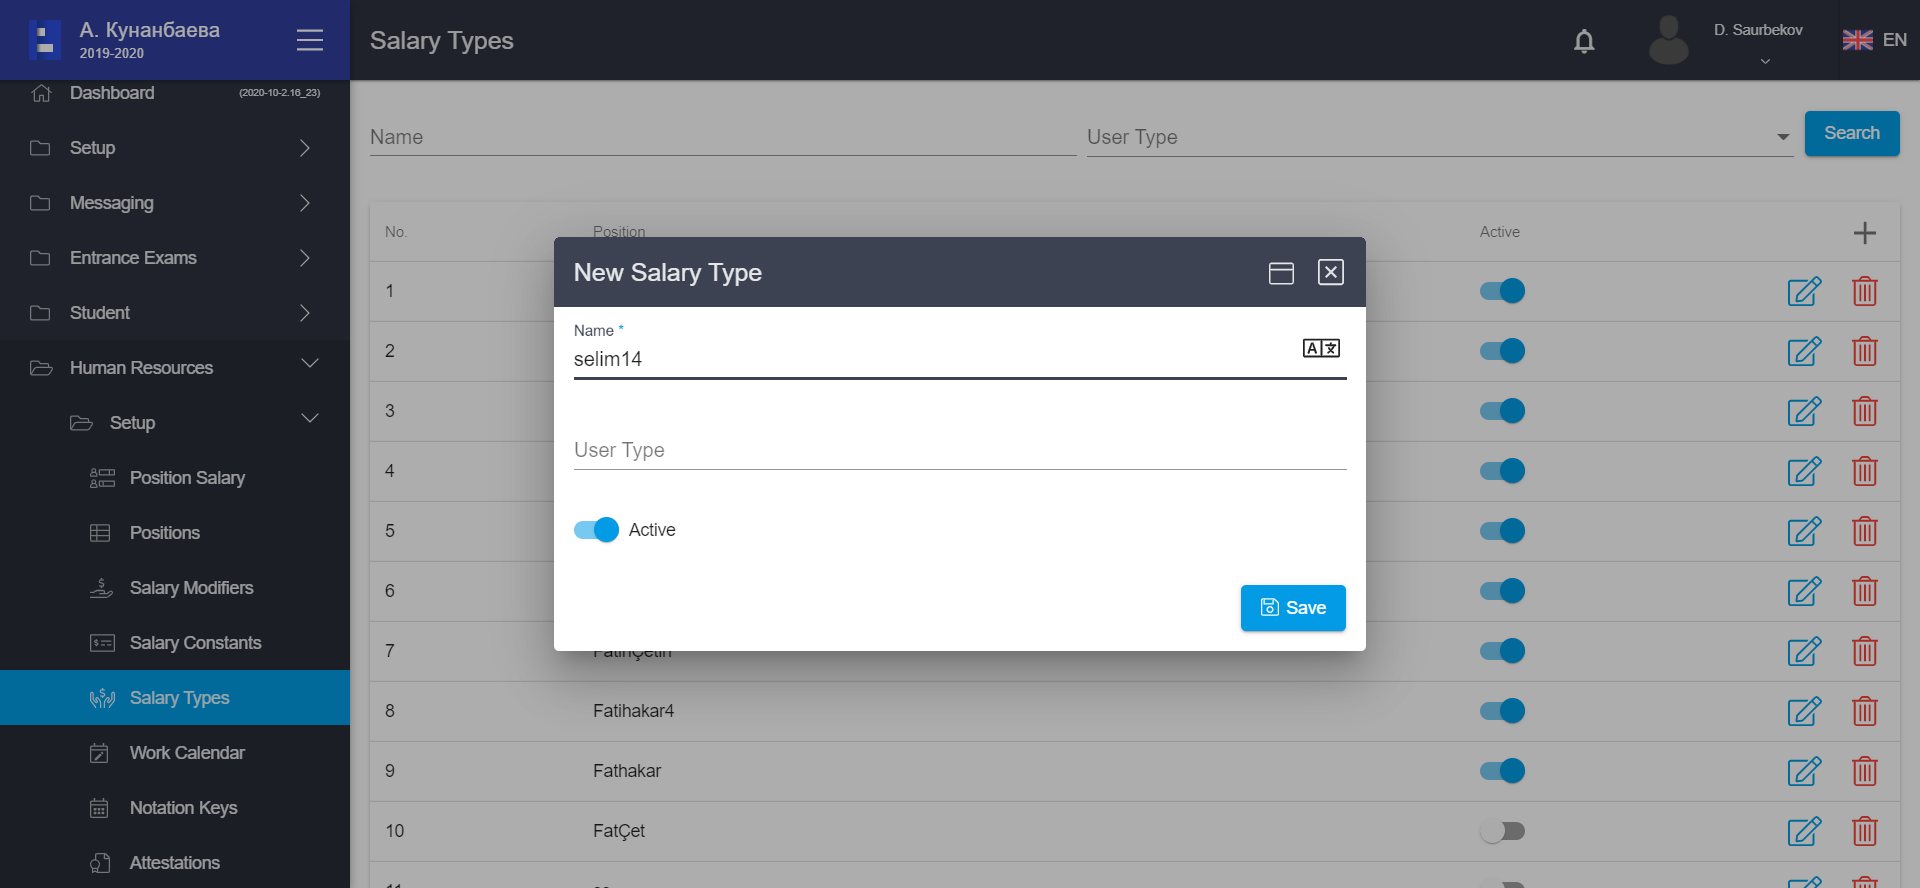 А. Кунанбаева
2019-2020
Salary Types
D. Saurbekov
EN
Dashboard
(2020-10-2.16_23)
Setup
Messaging
Entrance Exams
Student
Human Resources
Setup
Position Salary
Positions
Salary Modifiers
Salary Constants
Salary Types
Work Calendar
Notation Keys
Attestations
Name
User Type
Search
No.
Position
Active
1
2
3
4
5
6
7
FatihÇetin
8
Fatihakar4
9
Fathakar
10
FatÇet
New Salary Type
Name *
selim14
User Type
Active
Save